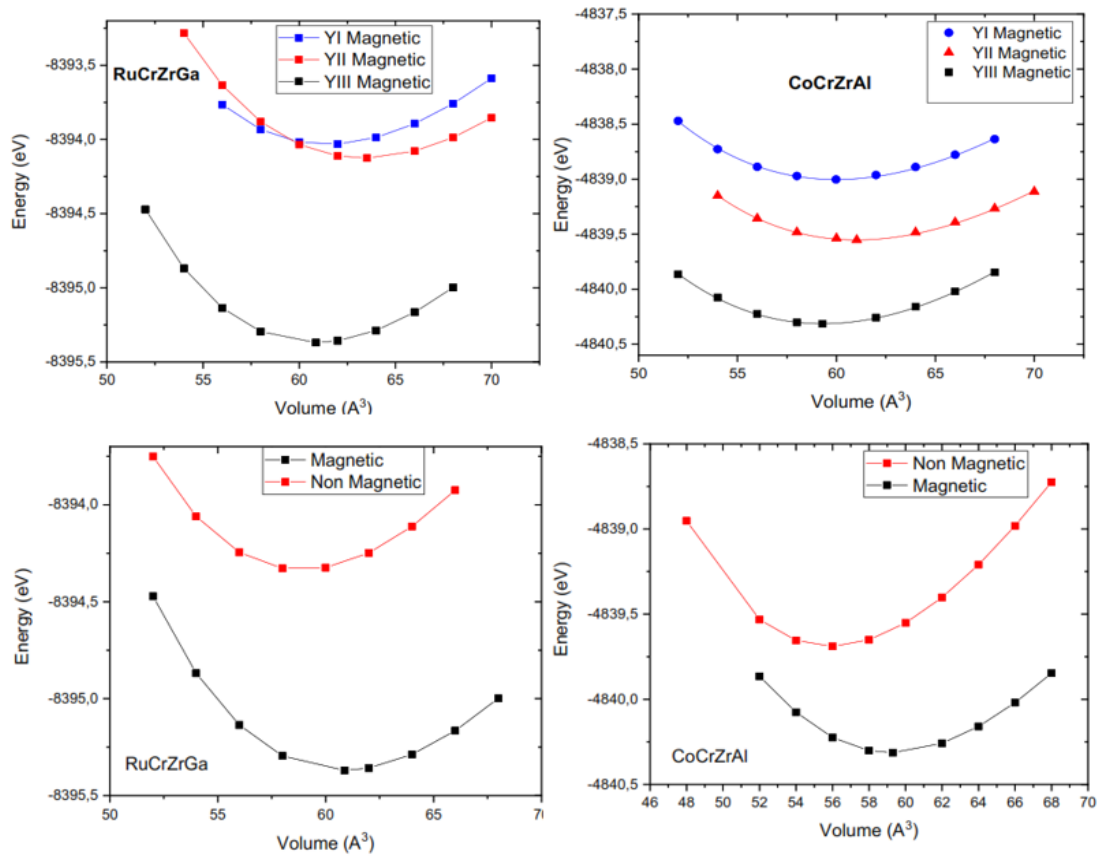 RuCrZrGa
YI Magnetic
YII Magnetic
YIII Magnetic
-8393,5
-8394,0
-8394,5
-8395,0
-8395,5
Energy (eV)
50 55 60 65 70
Volume (A³)
CoCrZrAl
YI Magnetic
YII Magnetic
YIII Magnetic
-4837,5
-4838,0
-4838,5
-4839,0
-4839,5
-4840,0
-4840,5
Energy (eV)
50 55 60 65 70
Volume (A³)
Magnetic
Non Magnetic
-8394,0
-8394,5
-8395,0
-8395,5
Energy (eV)
RuCrZrGa
50 55 60 65 70
Volume (A³)
Non Magnetic
Magnetic
-4838,5
-4839,0
-4839,5
-4840,0
-4840,5
Energy (eV)
CoCrZrAl
46 48 50 52 54 56 58 60 62 64 66 68 70
Volume (A³)